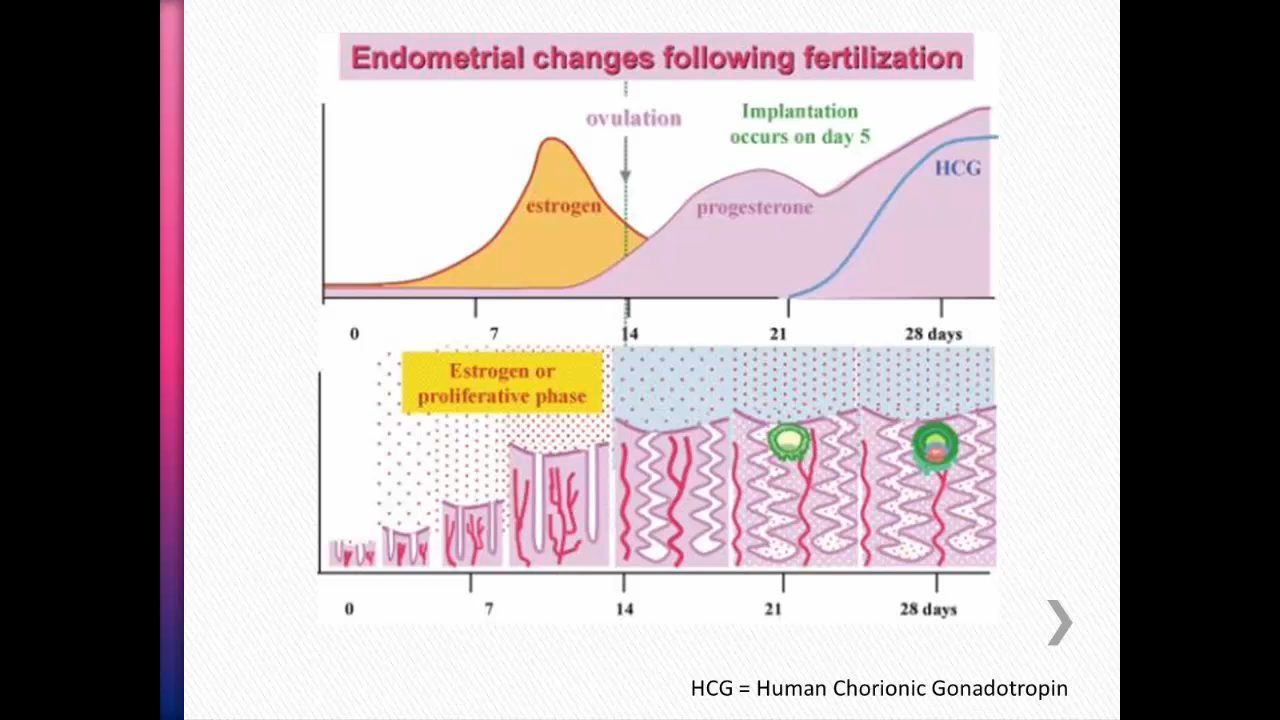 Endometrial changes following fertilization
ovulation
Implantation
occurs on day 5
HCG
estrogen
progesterone
0 7 14 21 28 days
Estrogen or
proliferative phase
0 7 14 21 28 days
HCG = Human Chorionic Gonadotropin